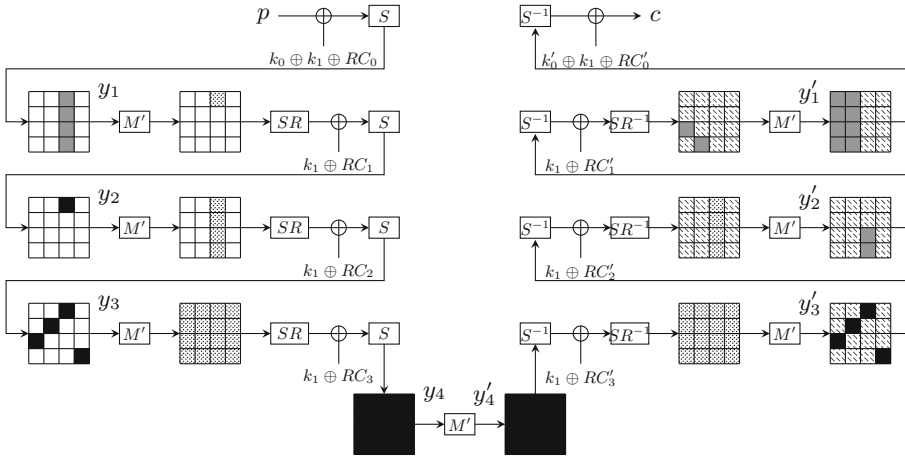 p S S⁻¹ c
k₀ ⊕ k₁ ⊕ RC₀ k′₀ ⊕ k₁ ⊕ RC′₀
y₁ y′₁
M′ SR S S⁻¹ SR⁻¹ M′
k₁ ⊕ RC₁ k₁ ⊕ RC′₁
y₂ y′₂
M′ SR S S⁻¹ SR⁻¹ M′
k₁ ⊕ RC₂ k₁ ⊕ RC′₂
y₃ y′₃
M′ SR S S⁻¹ SR⁻¹ M′
k₁ ⊕ RC₃ k₁ ⊕ RC′₃
y₄ y′₄
M′